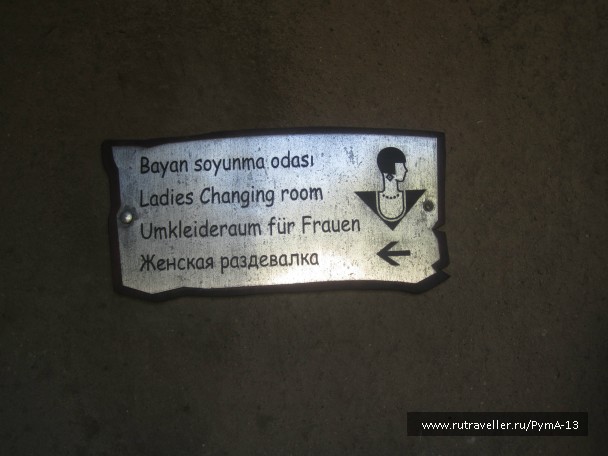 Bayan soyunma odası
Ladies Changing room
Umkleideraum für Frauen
Женская раздевалка
www.rutraveller.ru/PymA-13